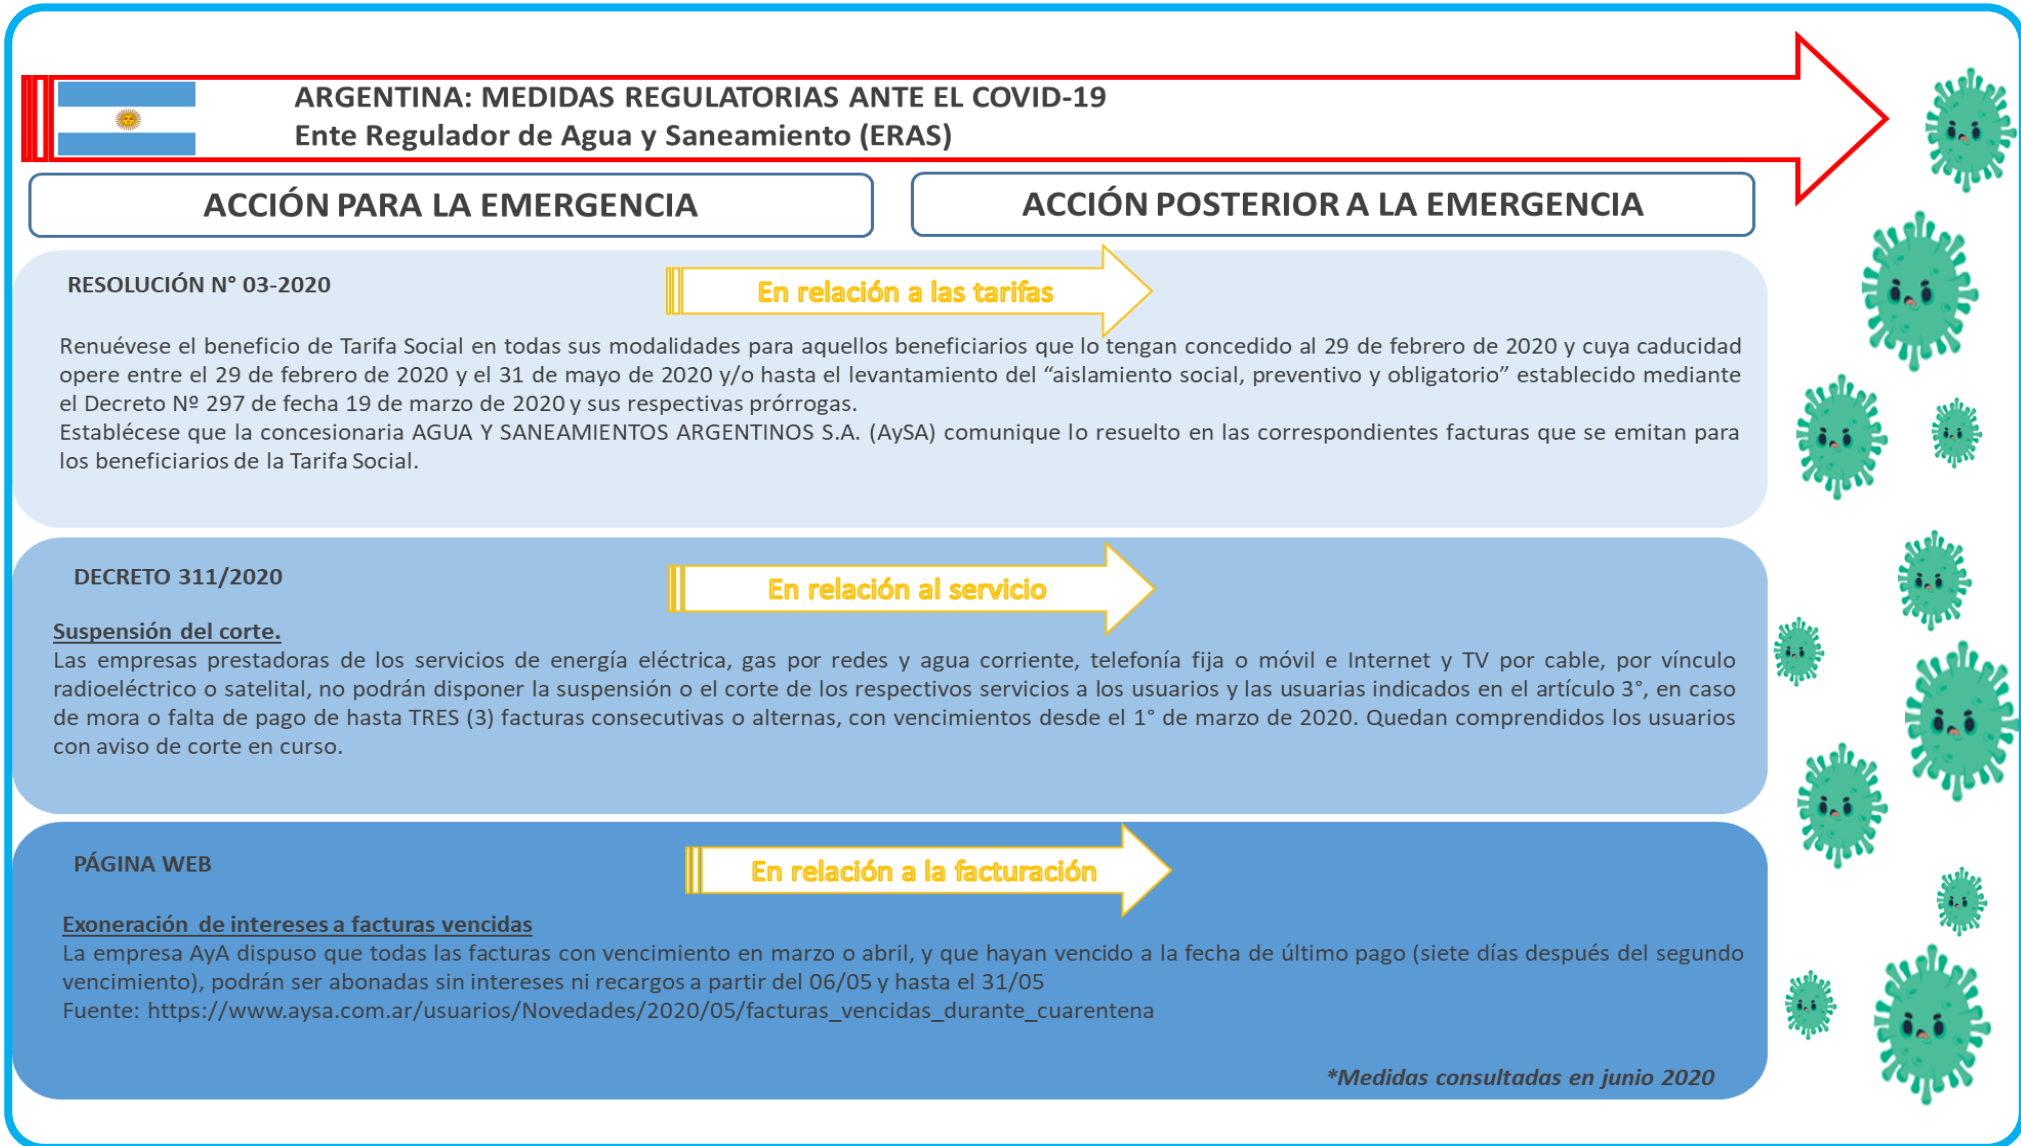 ARGENTINA: MEDIDAS REGULATORIAS ANTE EL COVID-19
Ente Regulador de Agua y Saneamiento (ERAS)
ACCIÓN PARA LA EMERGENCIA
ACCIÓN POSTERIOR A LA EMERGENCIA
RESOLUCIÓN N° 03-2020
En relación a las tarifas
Renuévese el beneficio de Tarifa Social en todas sus modalidades para aquellos beneficiarios que lo tengan concedido al 29 de febrero de 2020 y cuya caducidad
opere entre el 29 de febrero de 2020 y el 31 de mayo de 2020 y/o hasta el levantamiento del “aislamiento social, preventivo y obligatorio” establecido mediante
el Decreto Nº 297 de fecha 19 de marzo de 2020 y sus respectivas prórrogas.
Establécese que la concesionaria AGUA Y SANEAMIENTOS ARGENTINOS S.A. (AySA) comunique lo resuelto en las correspondientes facturas que se emitan para
los beneficiarios de la Tarifa Social.
DECRETO 311/2020
En relación al servicio
Suspensión del corte.
Las empresas prestadoras de los servicios de energía eléctrica, gas por redes y agua corriente, telefonía fija o móvil e Internet y TV por cable, por vínculo
radioeléctrico o satelital, no podrán disponer la suspensión o el corte de los respectivos servicios a los usuarios y las usuarias indicados en el artículo 3°, en caso
de mora o falta de pago de hasta TRES (3) facturas consecutivas o alternas, con vencimientos desde el 1° de marzo de 2020. Quedan comprendidos los usuarios
con aviso de corte en curso.
PÁGINA WEB
En relación a la facturación
Exoneración de intereses a facturas vencidas
La empresa AyA dispuso que todas las facturas con vencimiento en marzo o abril, y que hayan vencido a la fecha de último pago (siete días después del segundo
vencimiento), podrán ser abonadas sin intereses ni recargos a partir del 06/05 y hasta el 31/05
Fuente: https://www.aysa.com.ar/usuarios/Novedades/2020/05/facturas_vencidas_durante_cuarentena
*Medidas consultadas en junio 2020